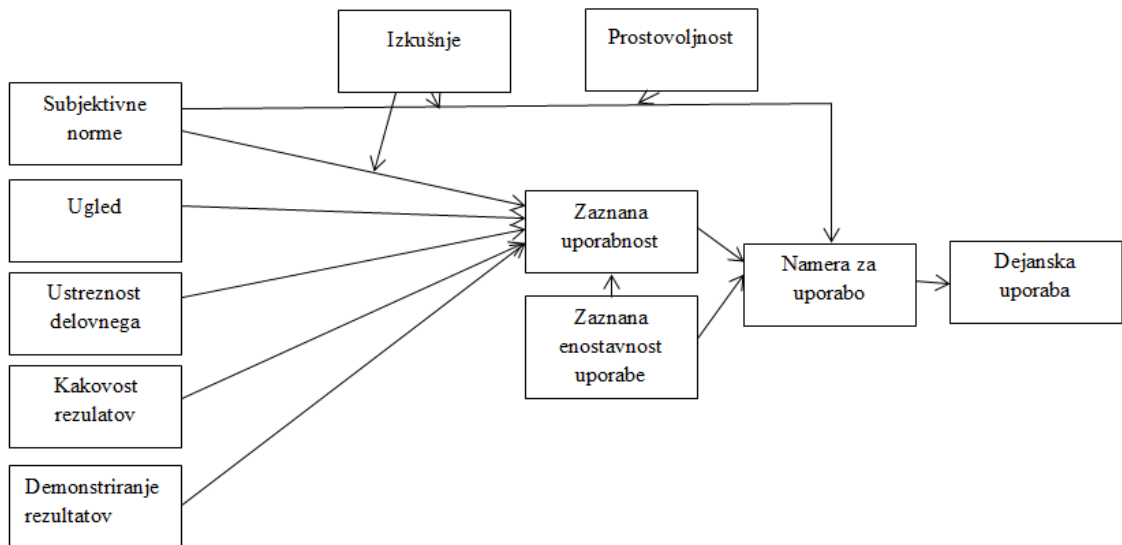 Izkušnje
Prostovoljnost
Subjektivne
norme
Ugled
Ustreznost
delovnega
Kakovost
rezulatov
Demonstriranje
rezultatov
Zaznana
uporabnost
Zaznana
enostavnost
uporabe
Namera za
uporabo
Dejanska
uporaba